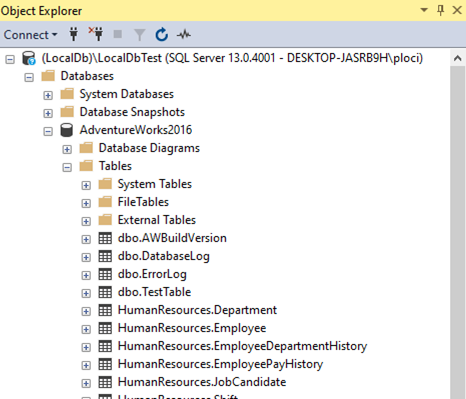 Object Explorer
Connect
(LocalDb)\LocalDbTest (SQL Server 13.0.4001 - DESKTOP-JASRB9H\ploci)
Databases
System Databases
Database Snapshots
AdventureWorks2016
Database Diagrams
Tables
System Tables
FileTables
External Tables
dbo.AWBuildVersion
dbo.DatabaseLog
dbo.ErrorLog
dbo.TestTable
HumanResources.Department
HumanResources.Employee
HumanResources.EmployeeDepartmentHistory
HumanResources.EmployeePayHistory
HumanResources.JobCandidate
HumanResources.Shift